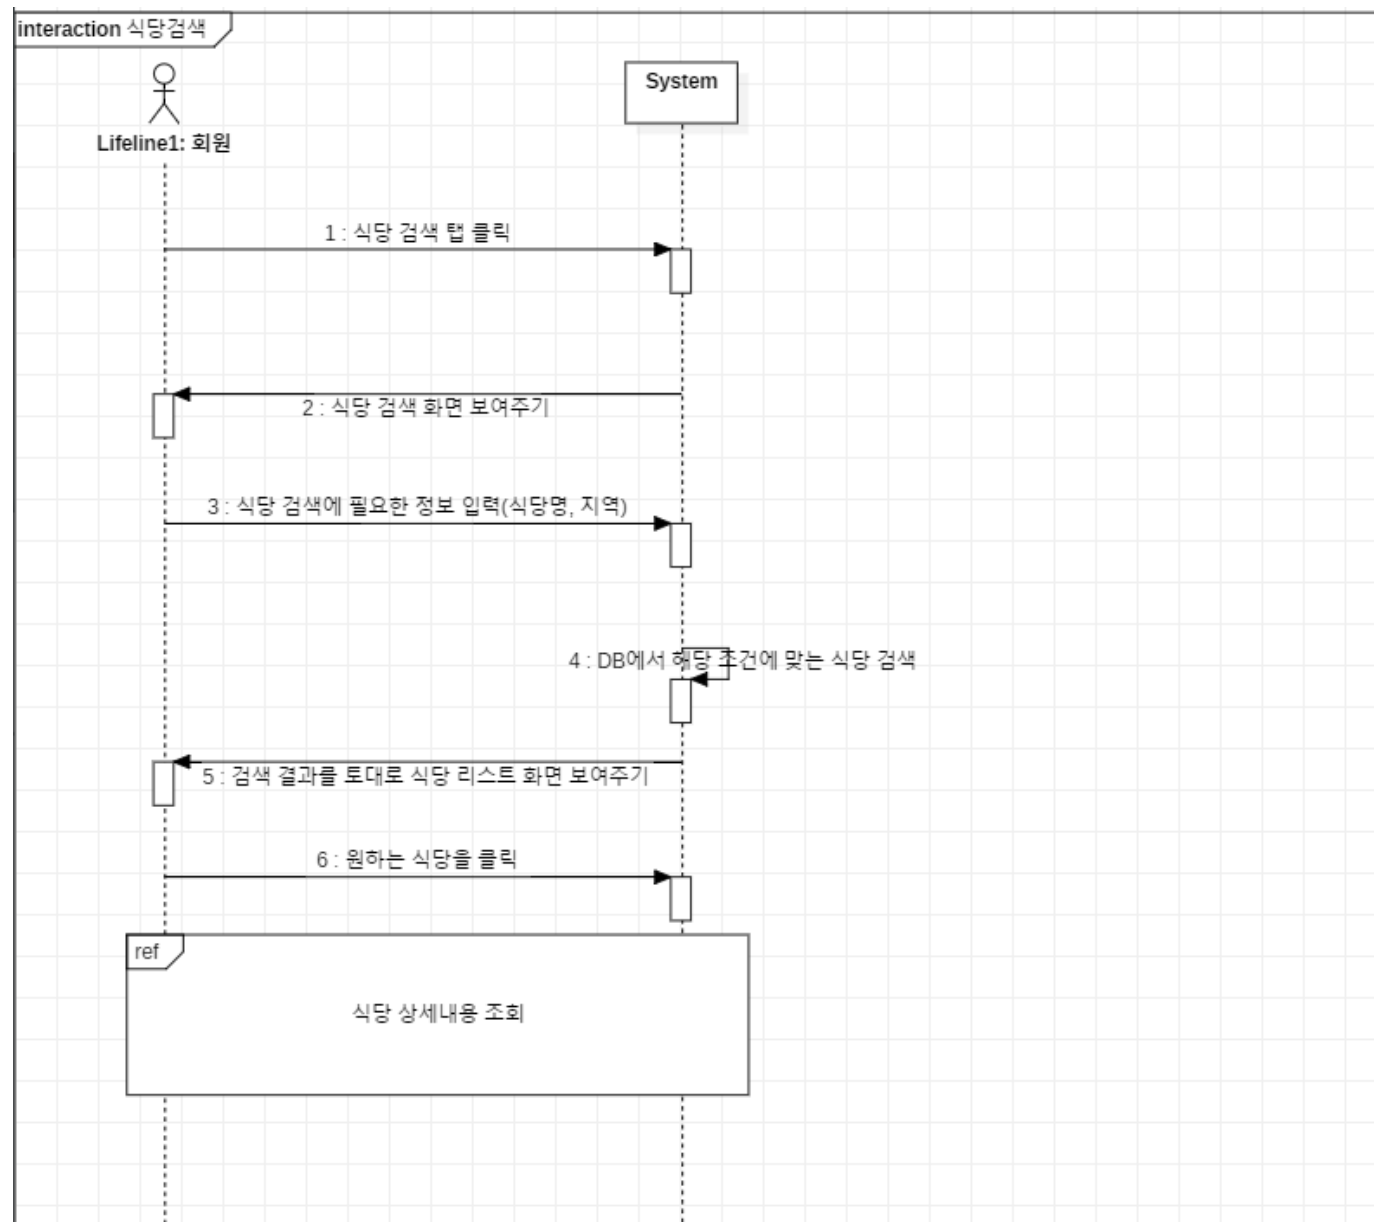 interaction 식당검색
System
Lifeline1: 회원
1 : 식당 검색 탭 클릭
2 : 식당 검색 화면 보여주기
3 : 식당 검색에 필요한 정보 입력(식당명, 지역)
4 : DB에서 해당 조건에 맞는 식당 검색
5 : 검색 결과를 토대로 식당 리스트 화면 보여주기
6 : 원하는 식당을 클릭
ref
식당 상세내용 조회